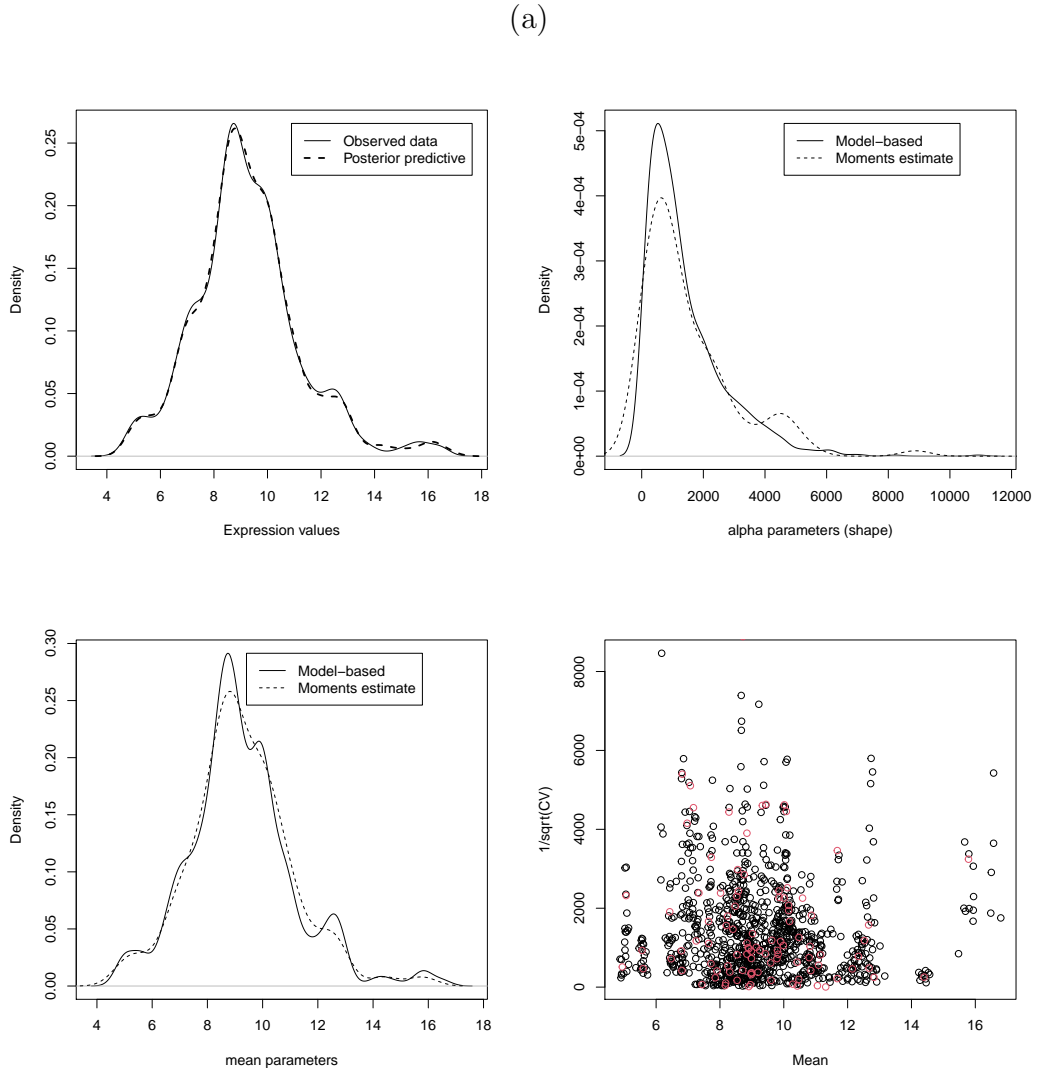 (a)
Density
0.00 0.05 0.10 0.15 0.20 0.25
Observed data
Posterior predictive
4 6 8 10 12 14 16 18
Expression values
Density
0e+00 1e−04 2e−04 3e−04 4e−04 5e−04
Model−based
Moments estimate
0 2000 4000 6000 8000 10000 12000
alpha parameters (shape)
Density
0.00 0.05 0.10 0.15 0.20 0.25 0.30
Model−based
Moments estimate
4 6 8 10 12 14 16 18
mean parameters
1/sqrt(CV)
0 2000 4000 6000 8000
6 8 10 12 14 16
Mean